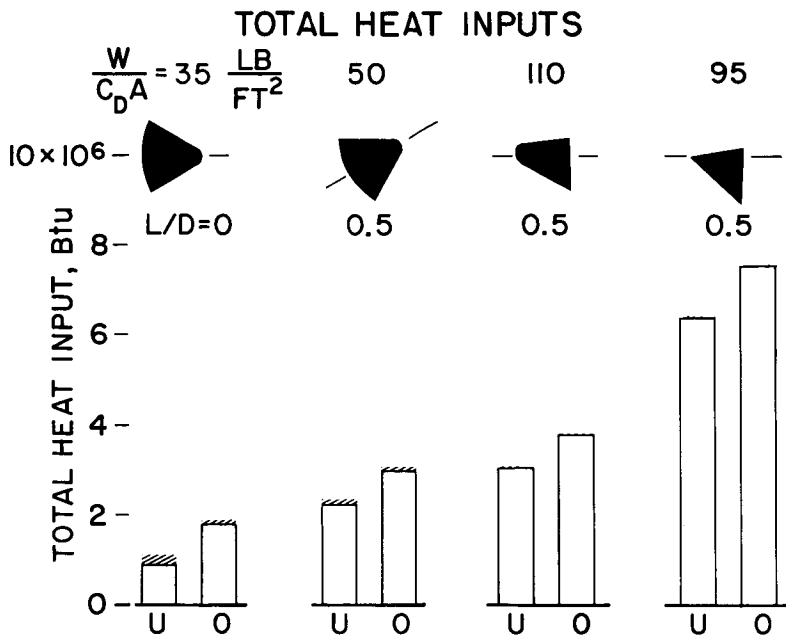 TOTAL HEAT INPUTS
W/C_D A = 35 LB/FT² 50 110 95
10 × 10⁶
L/D=0 0.5 0.5 0.5
TOTAL HEAT INPUT, Btu
8
6
4
2
0
U O U O U O U O